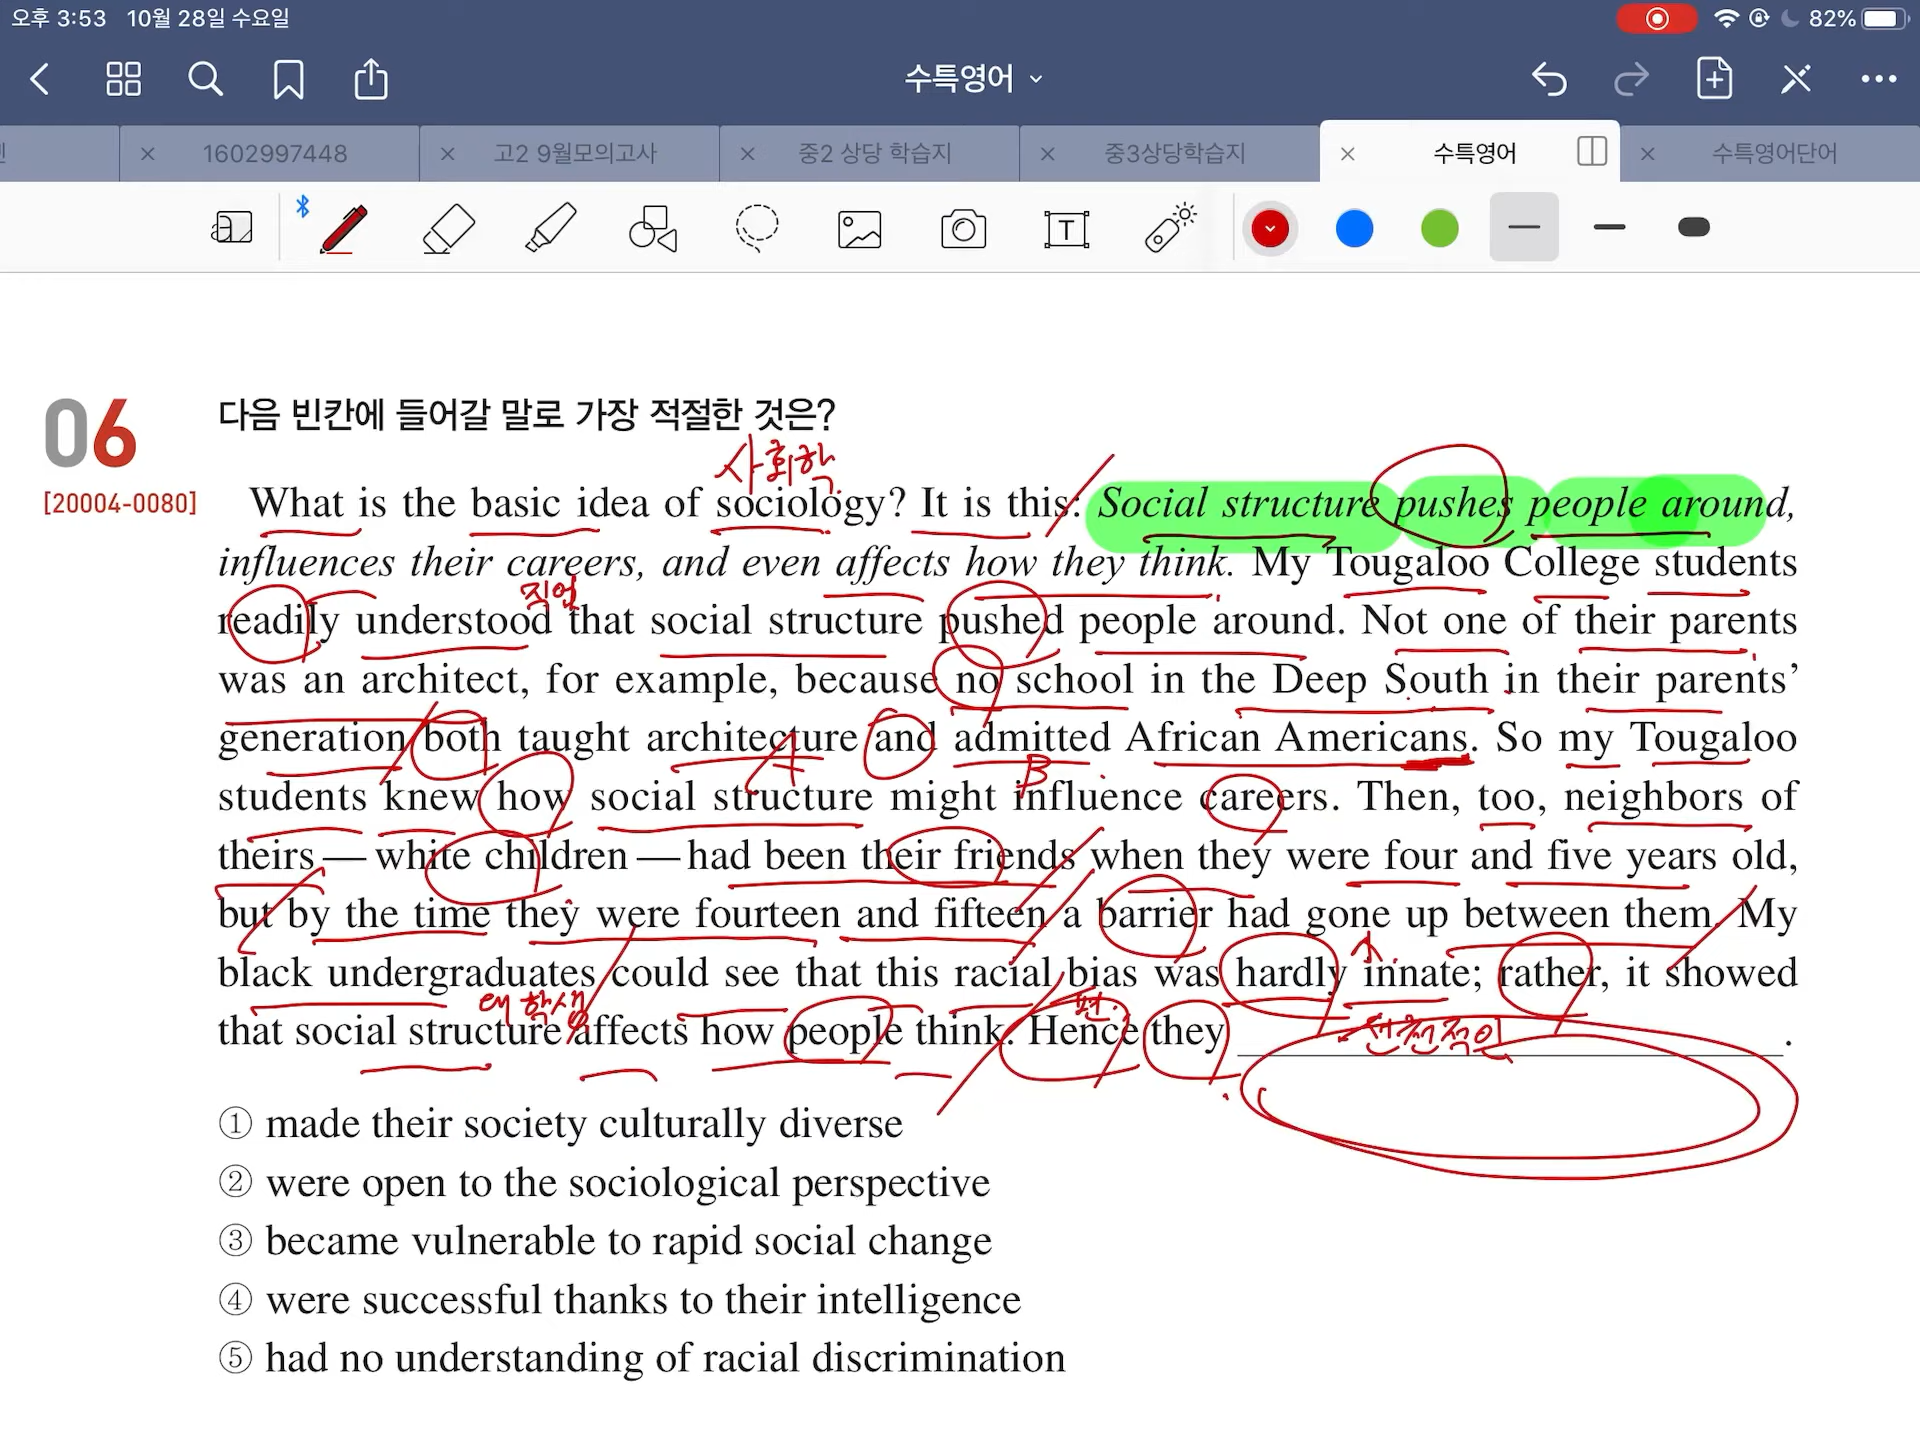 오후 3:53 10월 28일 수요일 82%
수특영어
1602997448 고2 9월모의고사 중2 상당 학습지 중3상당학습지 수특영어 수특영어단어
06 다음 빈칸에 들어갈 말로 가장 적절한 것은?
사회학
[20004-0080] What is the basic idea of sociology? It is this: Social structure pushes people around,
influences their careers, and even affects how they think. My Tougaloo College students
직업
readily understood that social structure pushed people around. Not one of their parents
was an architect, for example, because no school in the Deep South in their parents'
generation both taught architecture and admitted African Americans. So my Tougaloo
A B
students knew how social structure might influence careers. Then, too, neighbors of
theirs — white children — had been their friends when they were four and five years old,
but by the time they were fourteen and fifteen a barrier had gone up between them. My
black undergraduates could see that this racial bias was hardly innate; rather, it showed
대학생 편 선천적인
that social structure affects how people think. Hence they ____.
① made their society culturally diverse
② were open to the sociological perspective
③ became vulnerable to rapid social change
④ were successful thanks to their intelligence
⑤ had no understanding of racial discrimination